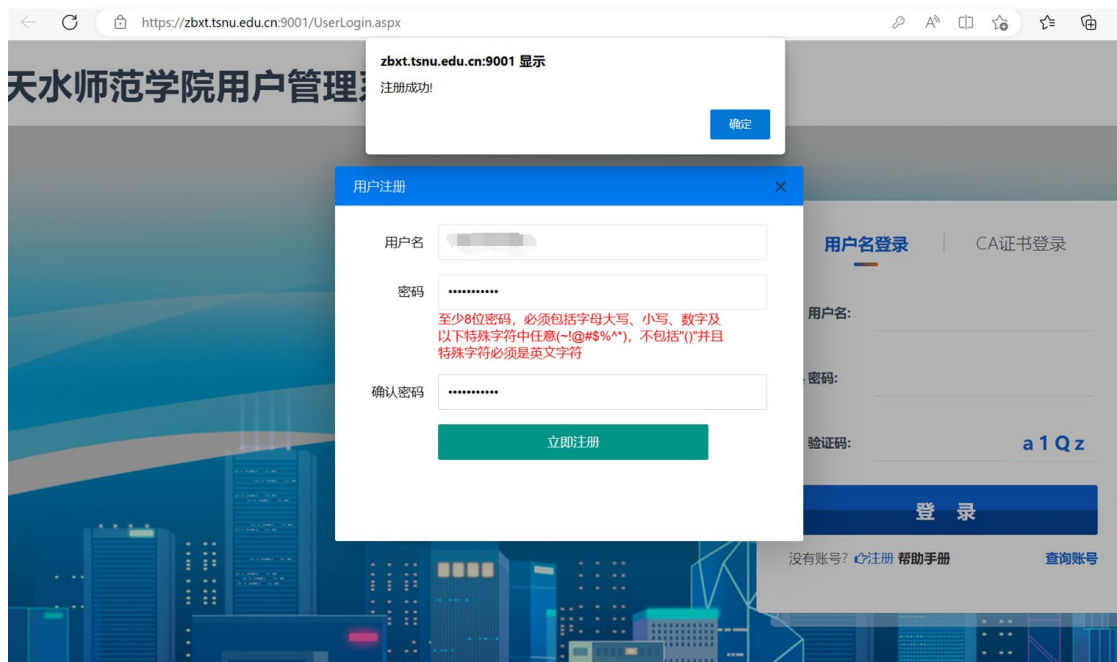 https://zbxt.tsnu.edu.cn:9001/UserLogin.aspx
zbxt.tsnu.edu.cn:9001 显示
注册成功!
确定
天水师范学院用户管理
用户注册
用户名
密码
至少8位密码，必须包括字母大写、小写、数字及
以下特殊字符中任意(~!@#$%^*)，不包括"()"并且
特殊字符必须是英文字符
确认密码
立即注册
用户名登录
CA证书登录
用户名:
密码:
验证码:
a1Qz
登 录
没有账号? 注册 帮助手册
查询账号